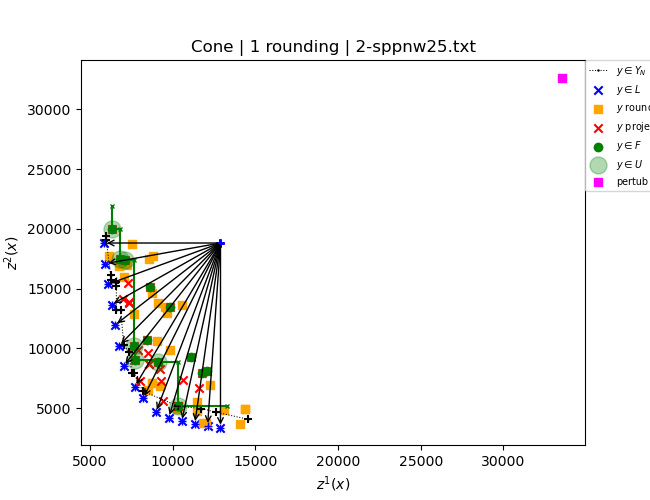 Cone | 1 rounding | 2-sppnw25.txt
z²(x)
30000
25000
20000
15000
10000
5000
5000
10000
15000
20000
25000
30000
z¹(x)
y ∈ Y_N
y ∈ L
y roun
y proje
y ∈ F
y ∈ U
pertub